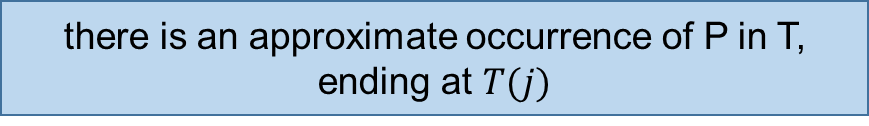 there is an approximate occurrence of P in T,
ending at T(j)